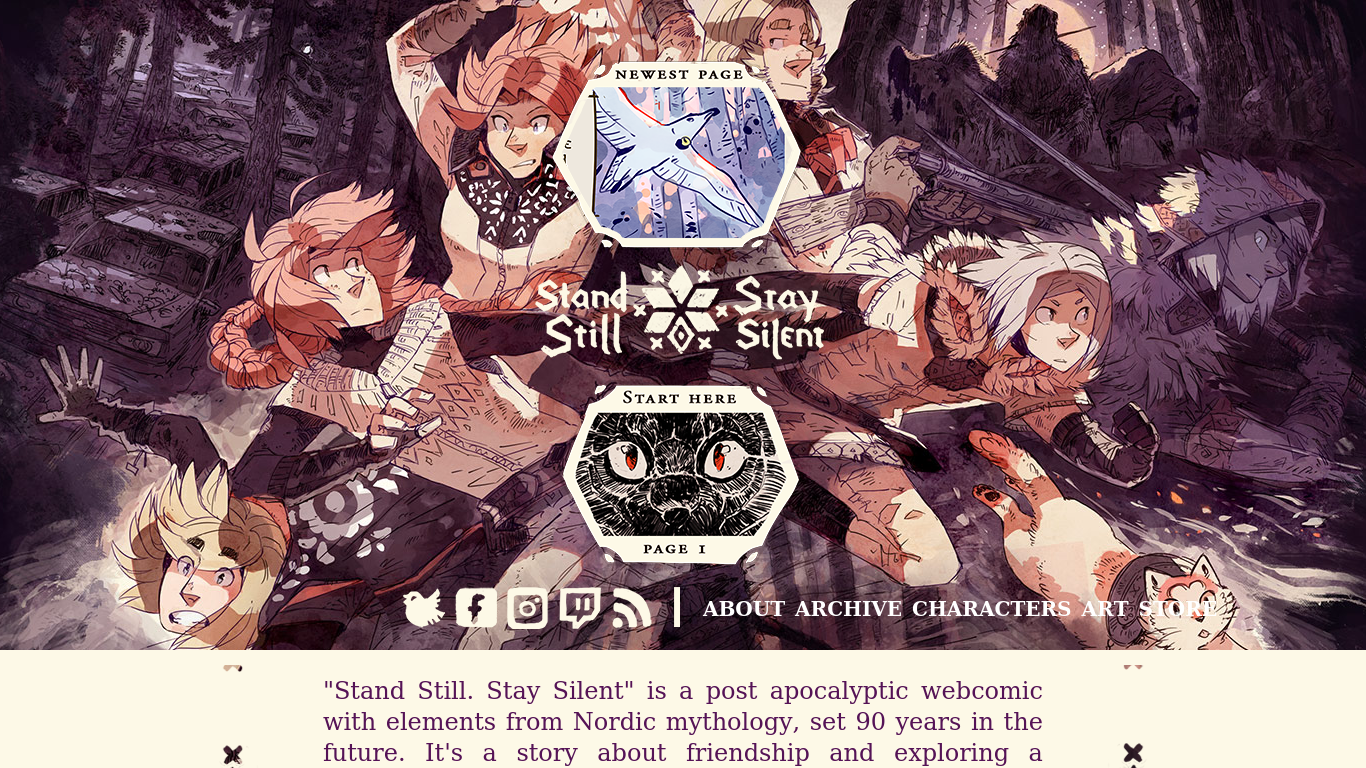 NEWEST PAGE
Stand Still Stay Silent
START HERE
PAGE 1
ABOUT ARCHIVE CHARACTERS ART STORE
"Stand Still. Stay Silent" is a post apocalyptic webcomic
with elements from Nordic mythology, set 90 years in the
future. It's a story about friendship and exploring a